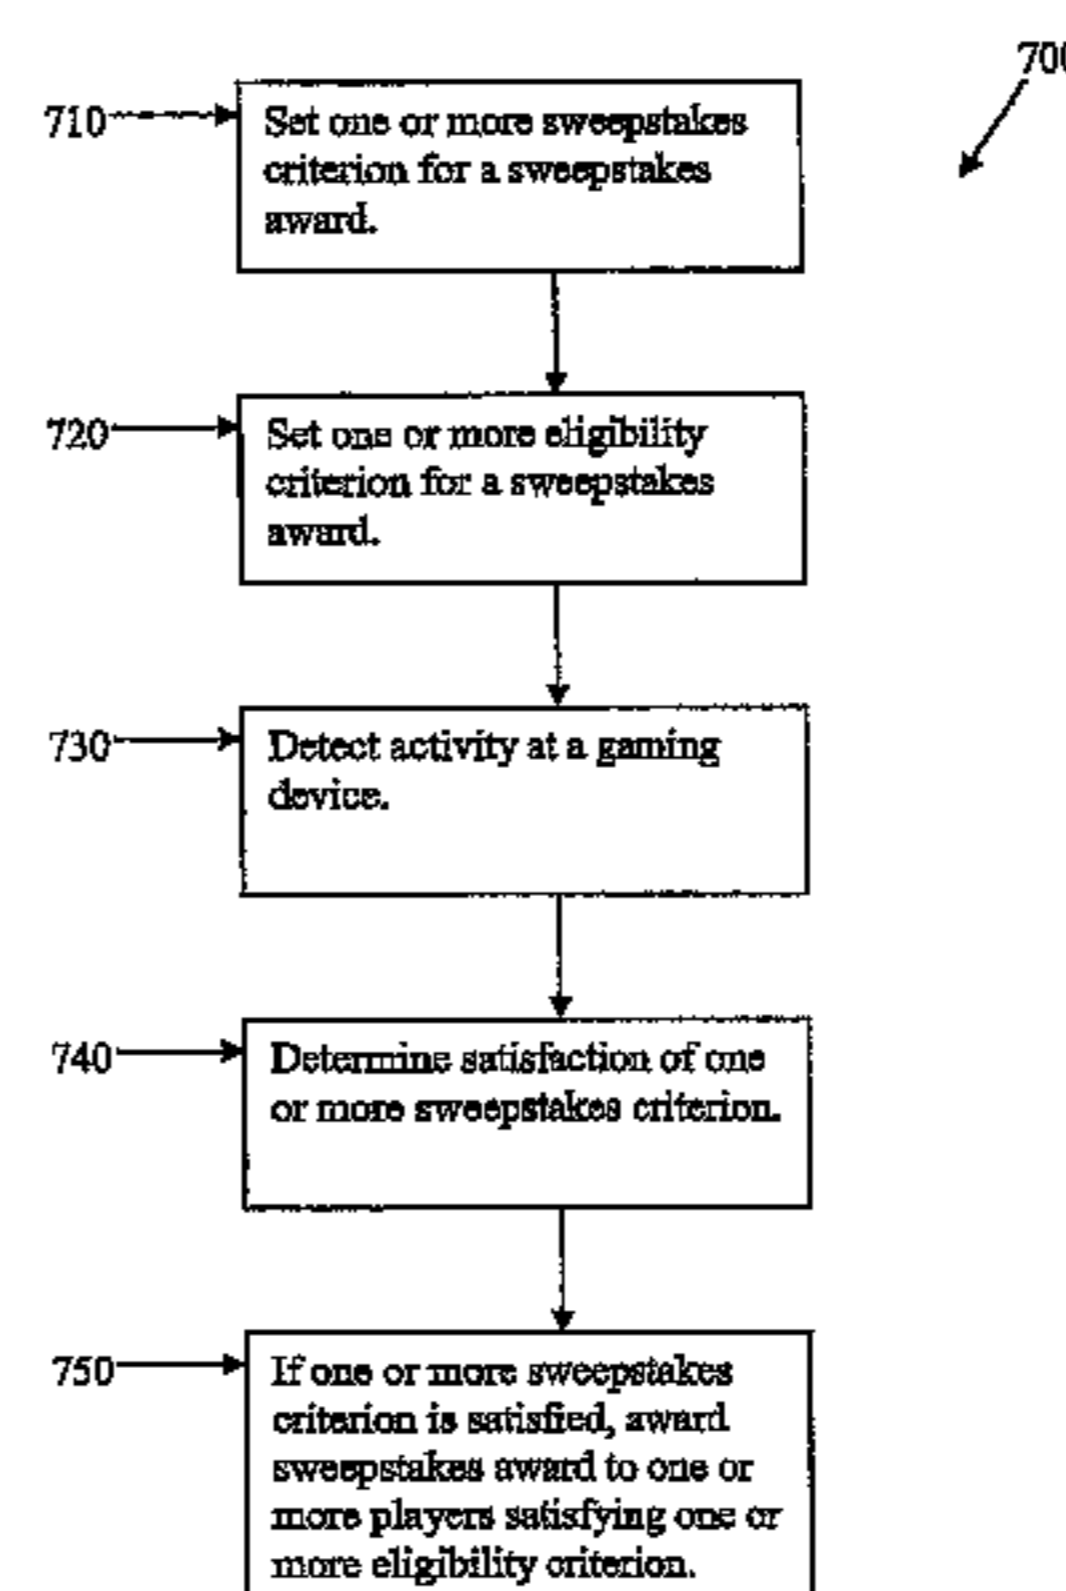 700
710
Set one or more sweepstakes
criterion for a sweepstakes
award.
720
Set one or more eligibility
criterion for a sweepstakes
award.
730
Detect activity at a gaming
device.
740
Determine satisfaction of one
or more sweepstakes criterion.
750
If one or more sweepstakes
criterion is satisfied, award
sweepstakes award to one or
more players satisfying one or
more eligibility criterion.